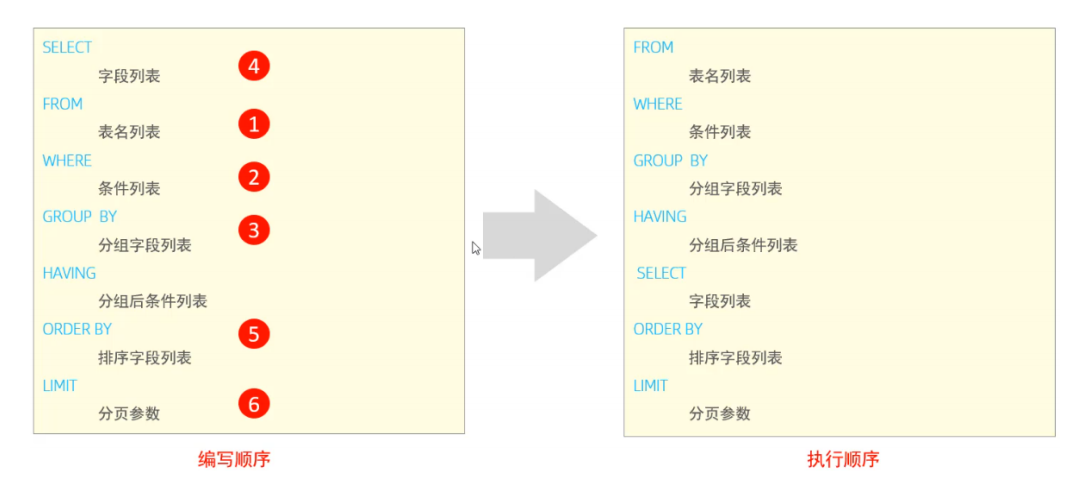 SELECT
字段列表
4
FROM
表名列表
1
WHERE
条件列表
2
GROUP BY
分组字段列表
3
HAVING
分组后条件列表
ORDER BY
排序字段列表
5
LIMIT
分页参数
6
编写顺序
FROM
表名列表
WHERE
条件列表
GROUP BY
分组字段列表
HAVING
分组后条件列表
SELECT
字段列表
ORDER BY
排序字段列表
LIMIT
分页参数
执行顺序